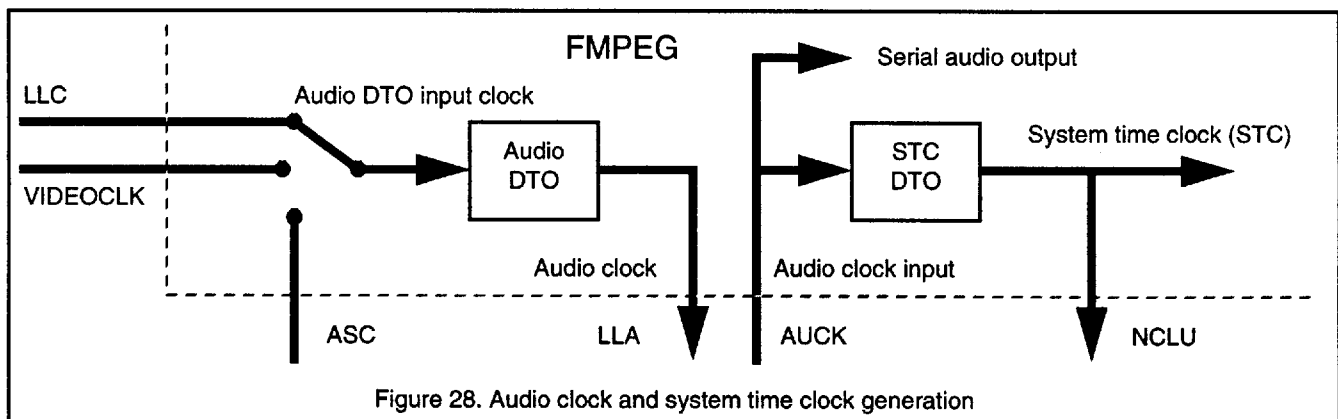 FMPEG
Serial audio output
LLC
Audio DTO input clock
System time clock (STC)
Audio
DTO
STC
DTO
VIDEOCLK
Audio clock
Audio clock input
ASC
LLA
AUCK
NCLU
Figure 28. Audio clock and system time clock generation